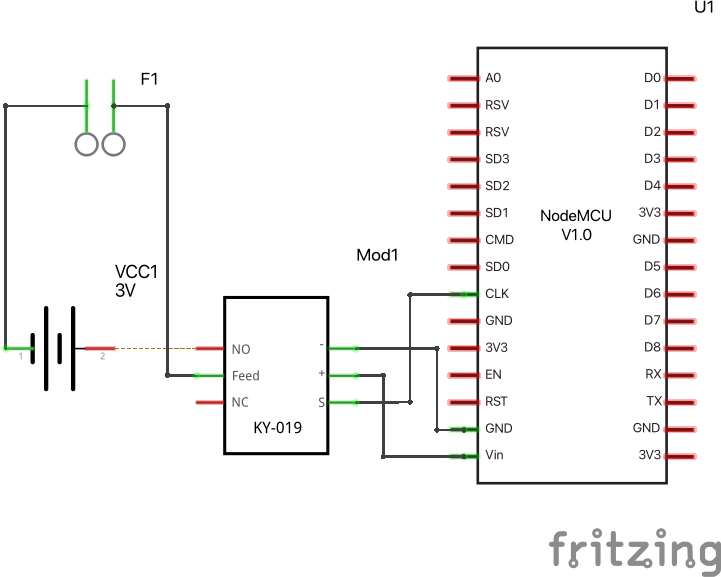 U1
F1
A0
RSV
RSV
SD3
SD2
SD1
CMD
SD0
CLK
GND
3V3
EN
RST
GND
Vin
NodeMCU
V1.0
D0
D1
D2
D3
D4
3V3
GND
D5
D6
D7
D8
RX
TX
GND
3V3
Mod1
VCC1
3V
1
2
NO
Feed
NC
-
+
S
KY-019
fritzing